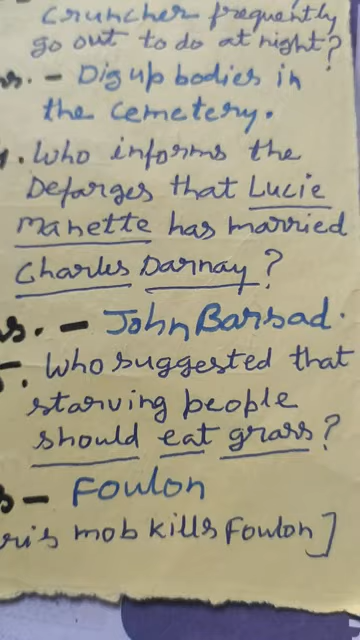 Cruncher frequently
go out to do at night?
ns. - Dig up bodies in
the cemetery.
. Who informs the
Defarges that Lucie
Manette has married
Charles Darnay?
s. - John Barsad.
. Who suggested that
starving people
should eat grass?
s - Foulon
ris mob kills Foulon]